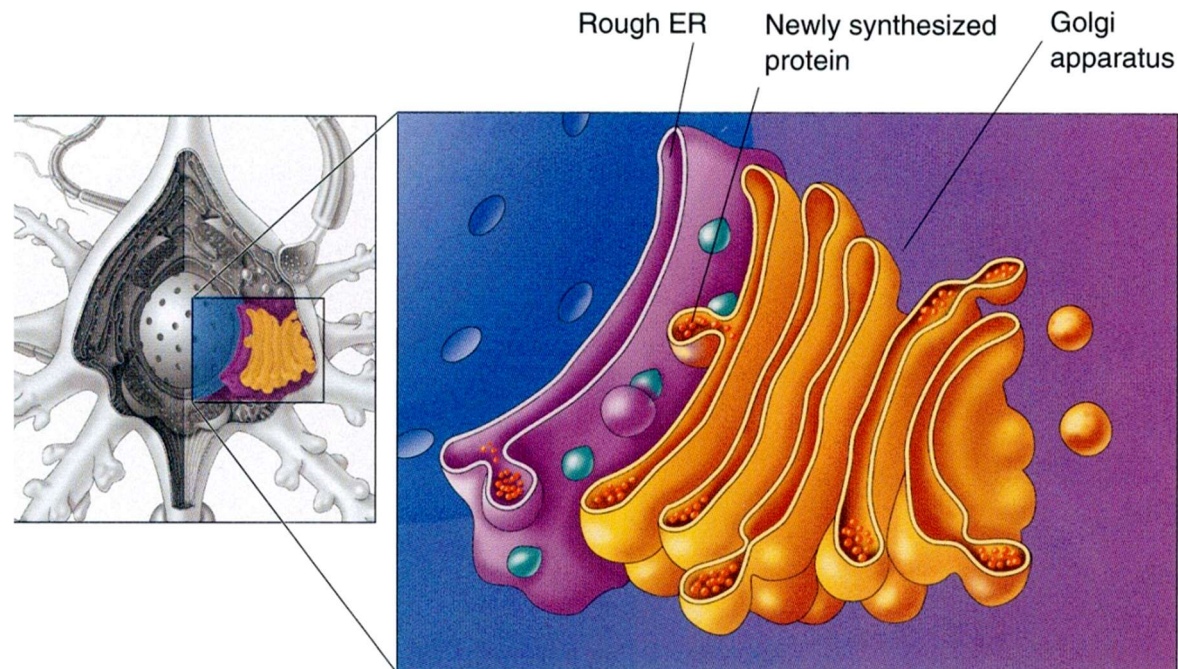 Rough ER
Newly synthesized
protein
Golgi
apparatus